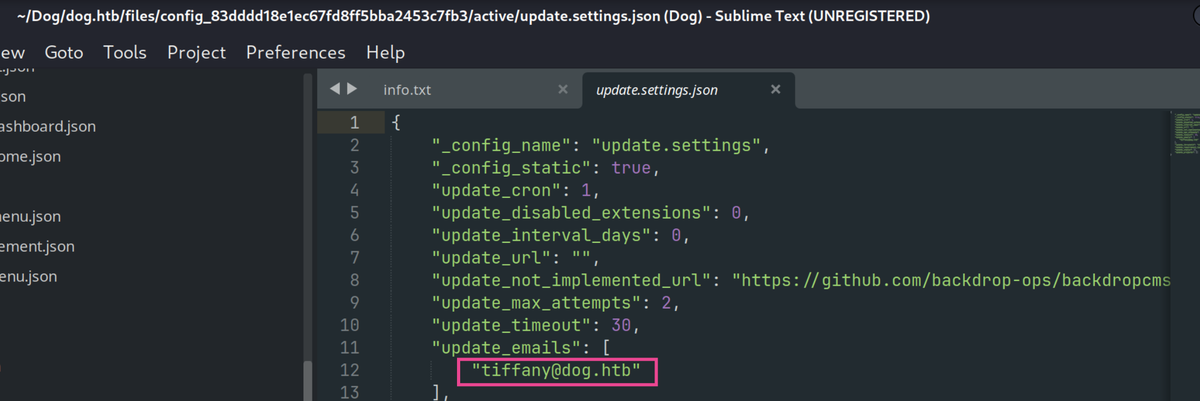 ~/Dog/dog.htb/files/config_83dddd18e1ec67fd8ff5bba2453c7fb3/active/update.settings.json (Dog) - Sublime Text (UNREGISTERED)
ew Goto Tools Project Preferences Help
son
ashboard.json
ome.json
enu.json
ement.json
enu.json
info.txt × update.settings.json ×
1 {
2 "_config_name": "update.settings",
3 "_config_static": true,
4 "update_cron": 1,
5 "update_disabled_extensions": 0,
6 "update_interval_days": 0,
7 "update_url": "",
8 "update_not_implemented_url": "https://github.com/backdrop-ops/backdropcms
9 "update_max_attempts": 2,
10 "update_timeout": 30,
11 "update_emails": [
12 "tiffany@dog.htb"
13 ],